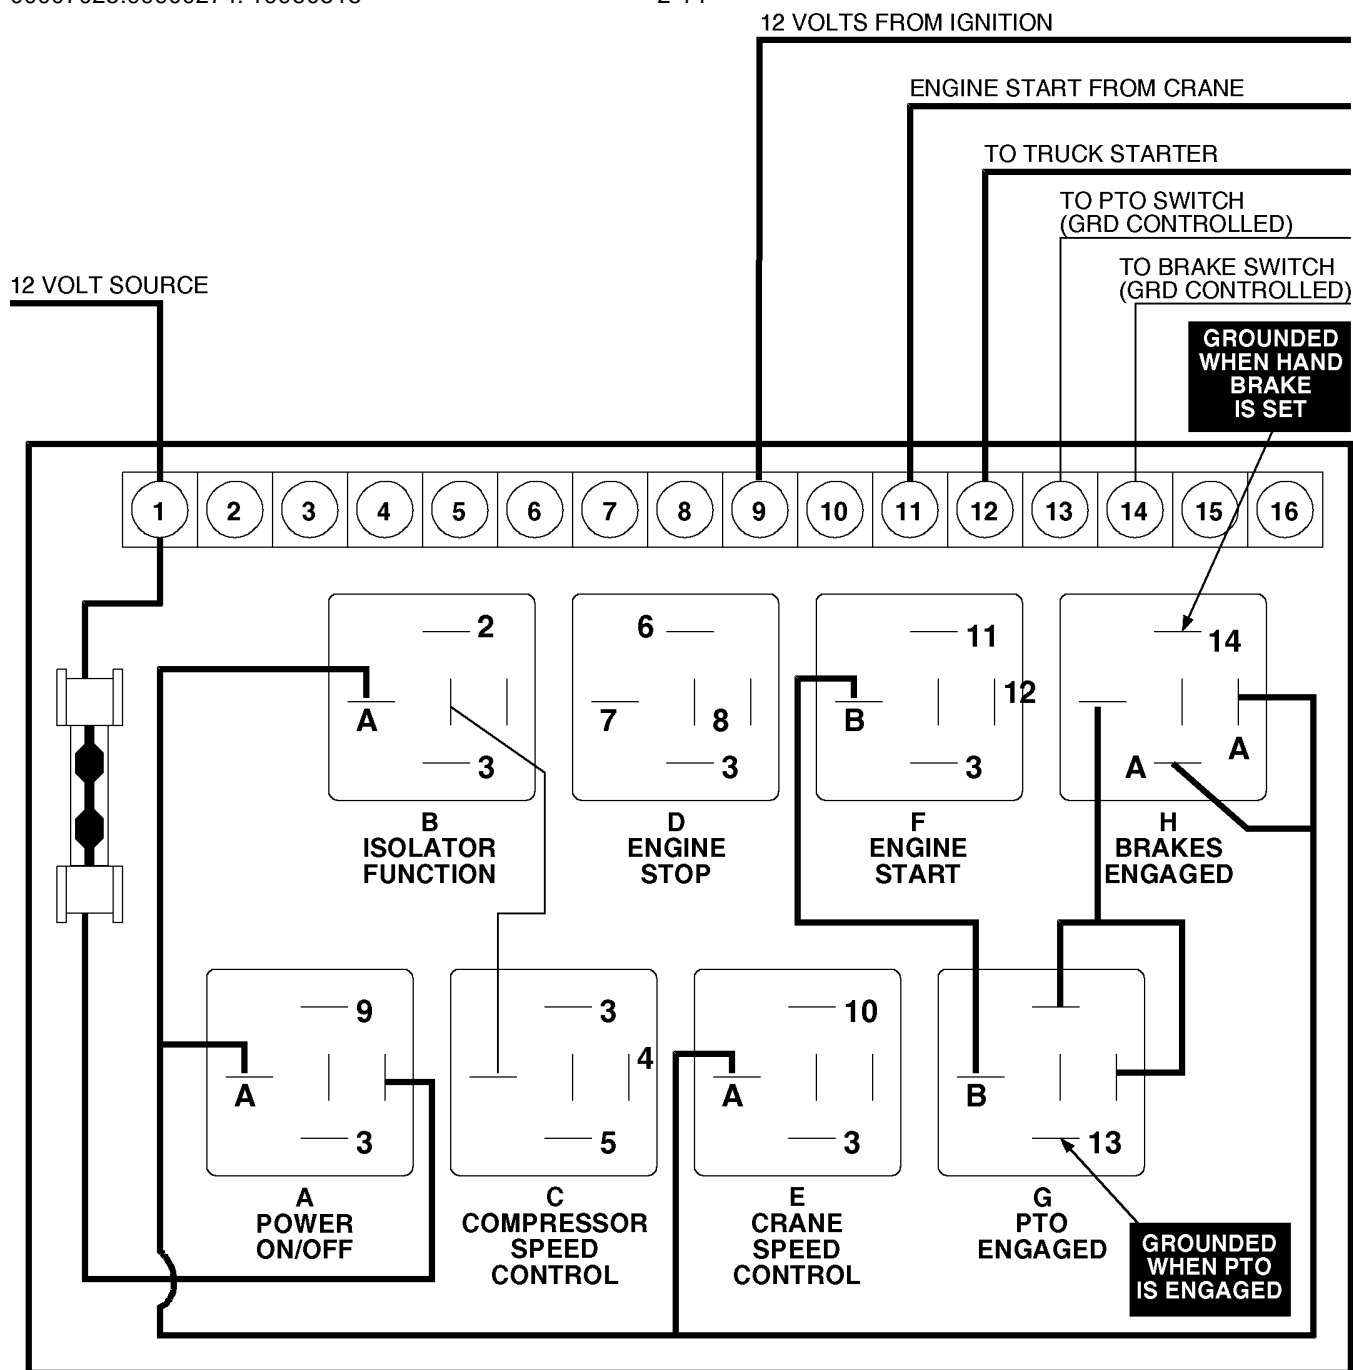 12 VOLTS FROM IGNITION
ENGINE START FROM CRANE
TO TRUCK STARTER
TO PTO SWITCH
(GRD CONTROLLED)
TO BRAKE SWITCH
(GRD CONTROLLED)
12 VOLT SOURCE
GROUNDED
WHEN HAND
BRAKE
IS SET
1 2 3 4 5 6 7 8 9 10 11 12 13 14 15 16
2
A
3
B
ISOLATOR
FUNCTION
6
7
8
3
D
ENGINE
STOP
11
12
B
3
F
ENGINE
START
14
A
A
H
BRAKES
ENGAGED
9
A
3
A
POWER
ON/OFF
3
4
5
C
COMPRESSOR
SPEED
CONTROL
10
A
3
E
CRANE
SPEED
CONTROL
B
13
G
PTO
ENGAGED
GROUNDED
WHEN PTO
IS ENGAGED